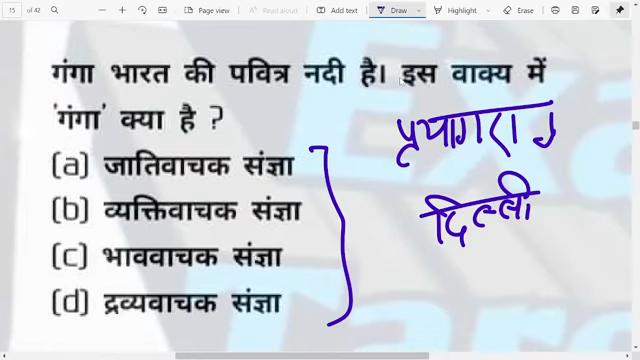 15 of 42
Page view
Read aloud
Add text
Draw
Highlight
Erase
गंगा भारत की पवित्र नदी है। इस वाक्य में
'गंगा' क्या है ?
(a) जातिवाचक संज्ञा
(b) व्यक्तिवाचक संज्ञा
(c) भाववाचक संज्ञा
(d) द्रव्यवाचक संज्ञा
प्रयागराज
दिल्ली